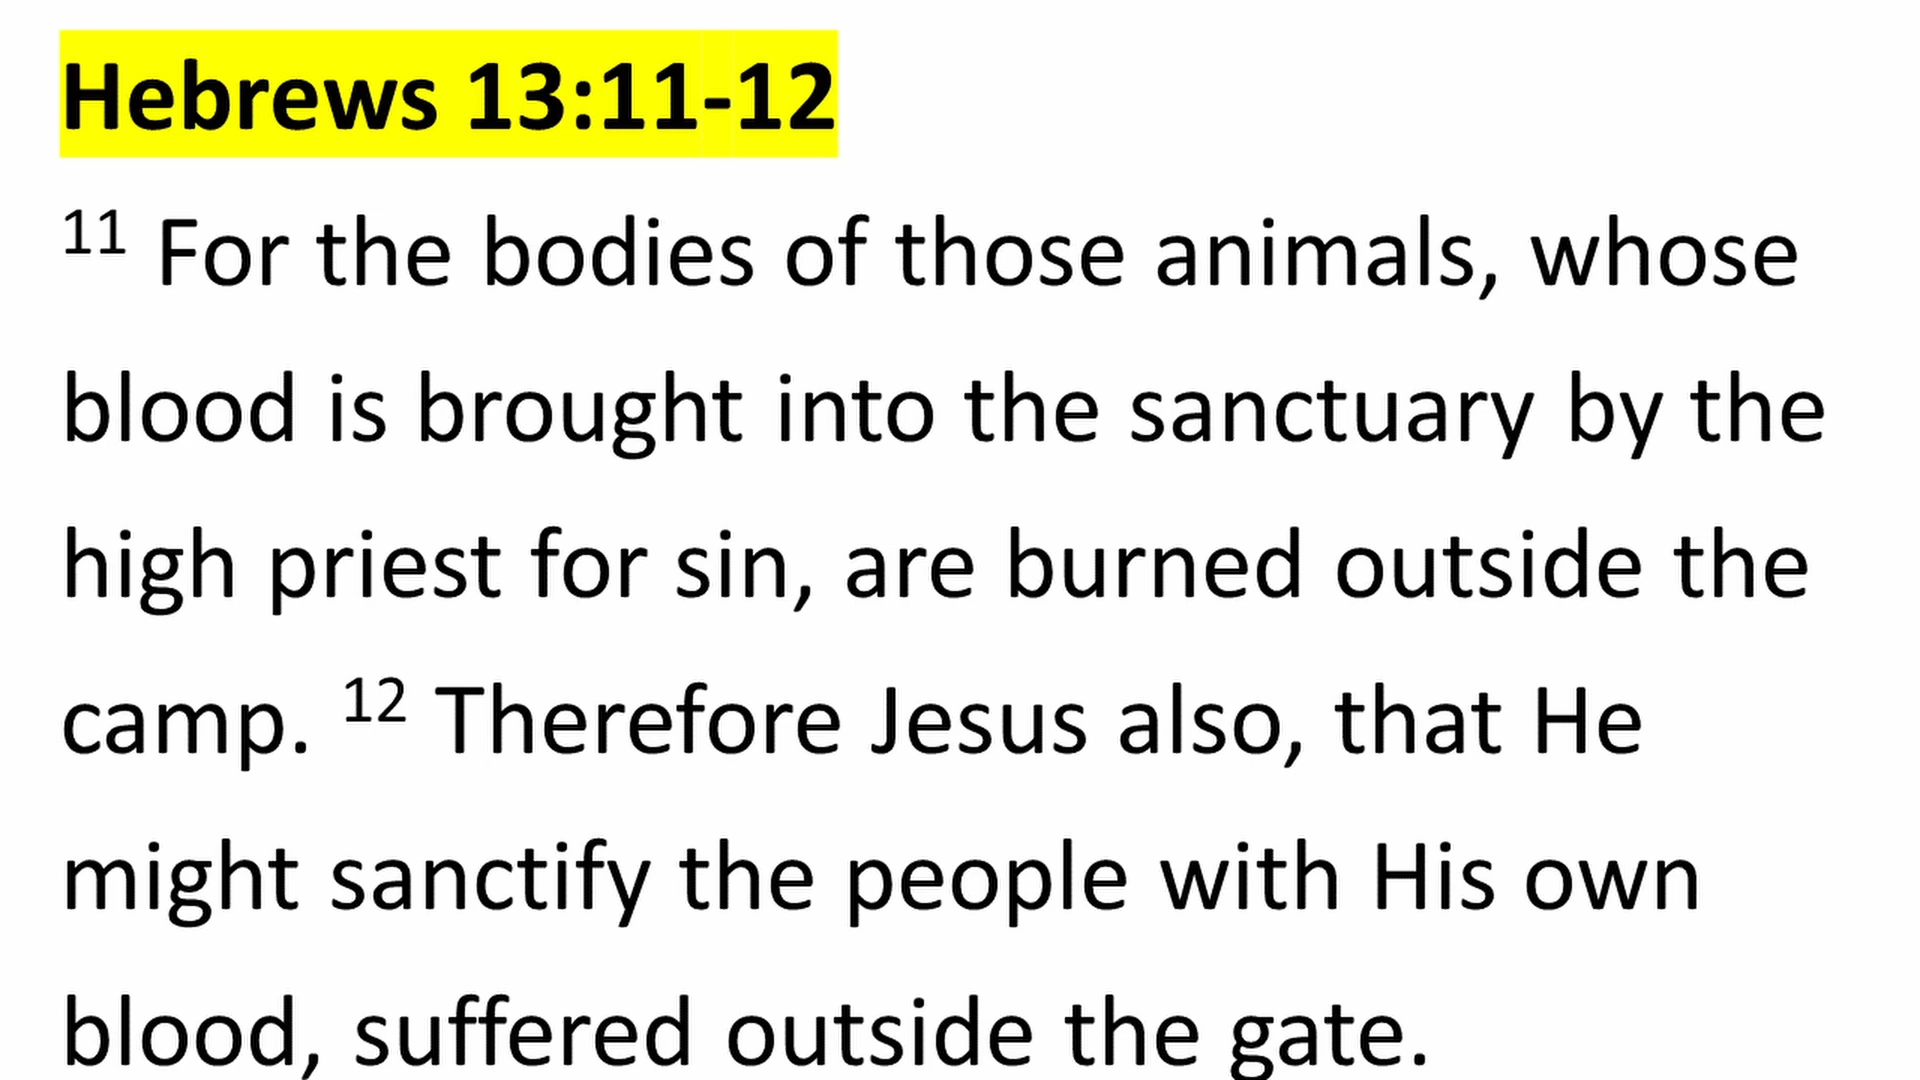 Hebrews 13:11-12
11 For the bodies of those animals, whose
blood is brought into the sanctuary by the
high priest for sin, are burned outside the
camp. 12 Therefore Jesus also, that He
might sanctify the people with His own
blood, suffered outside the gate.